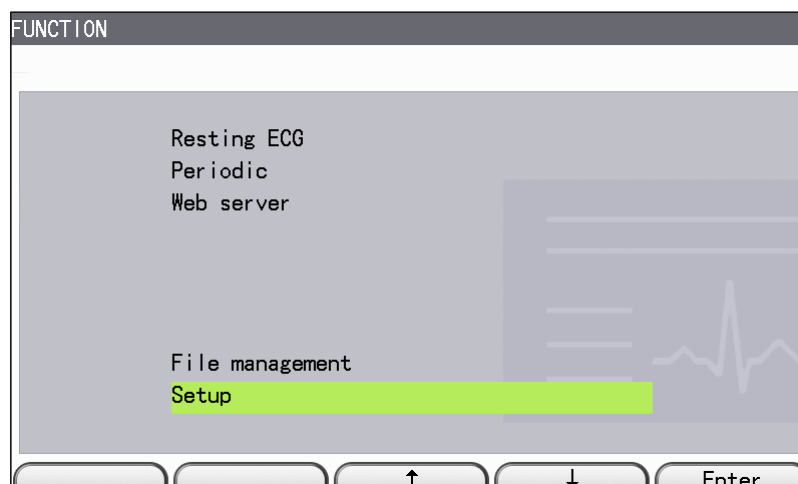 FUNCTION
Resting ECG
Periodic
Web server
File management
Setup
↑ ↓ Enter